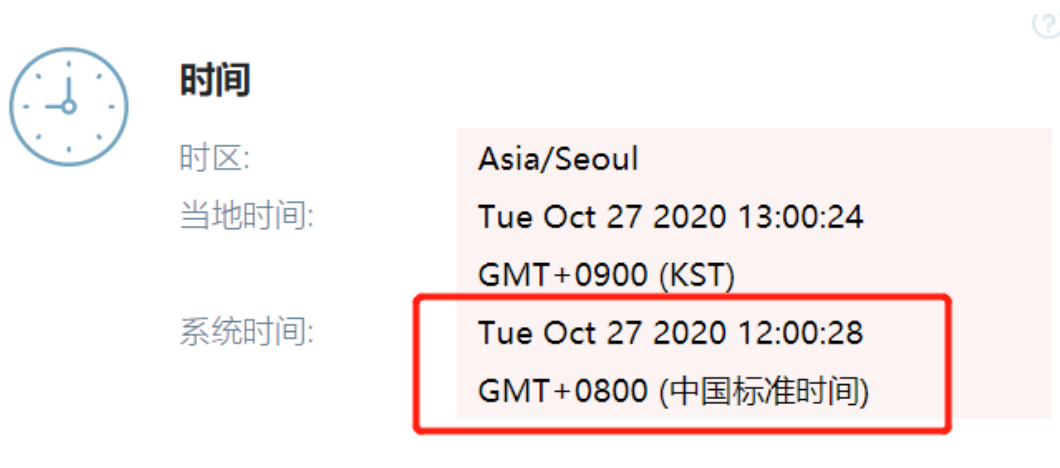 时间
时区: Asia/Seoul
当地时间: Tue Oct 27 2020 13:00:24
GMT+0900 (KST)
系统时间: Tue Oct 27 2020 12:00:28
GMT+0800 (中国标准时间)